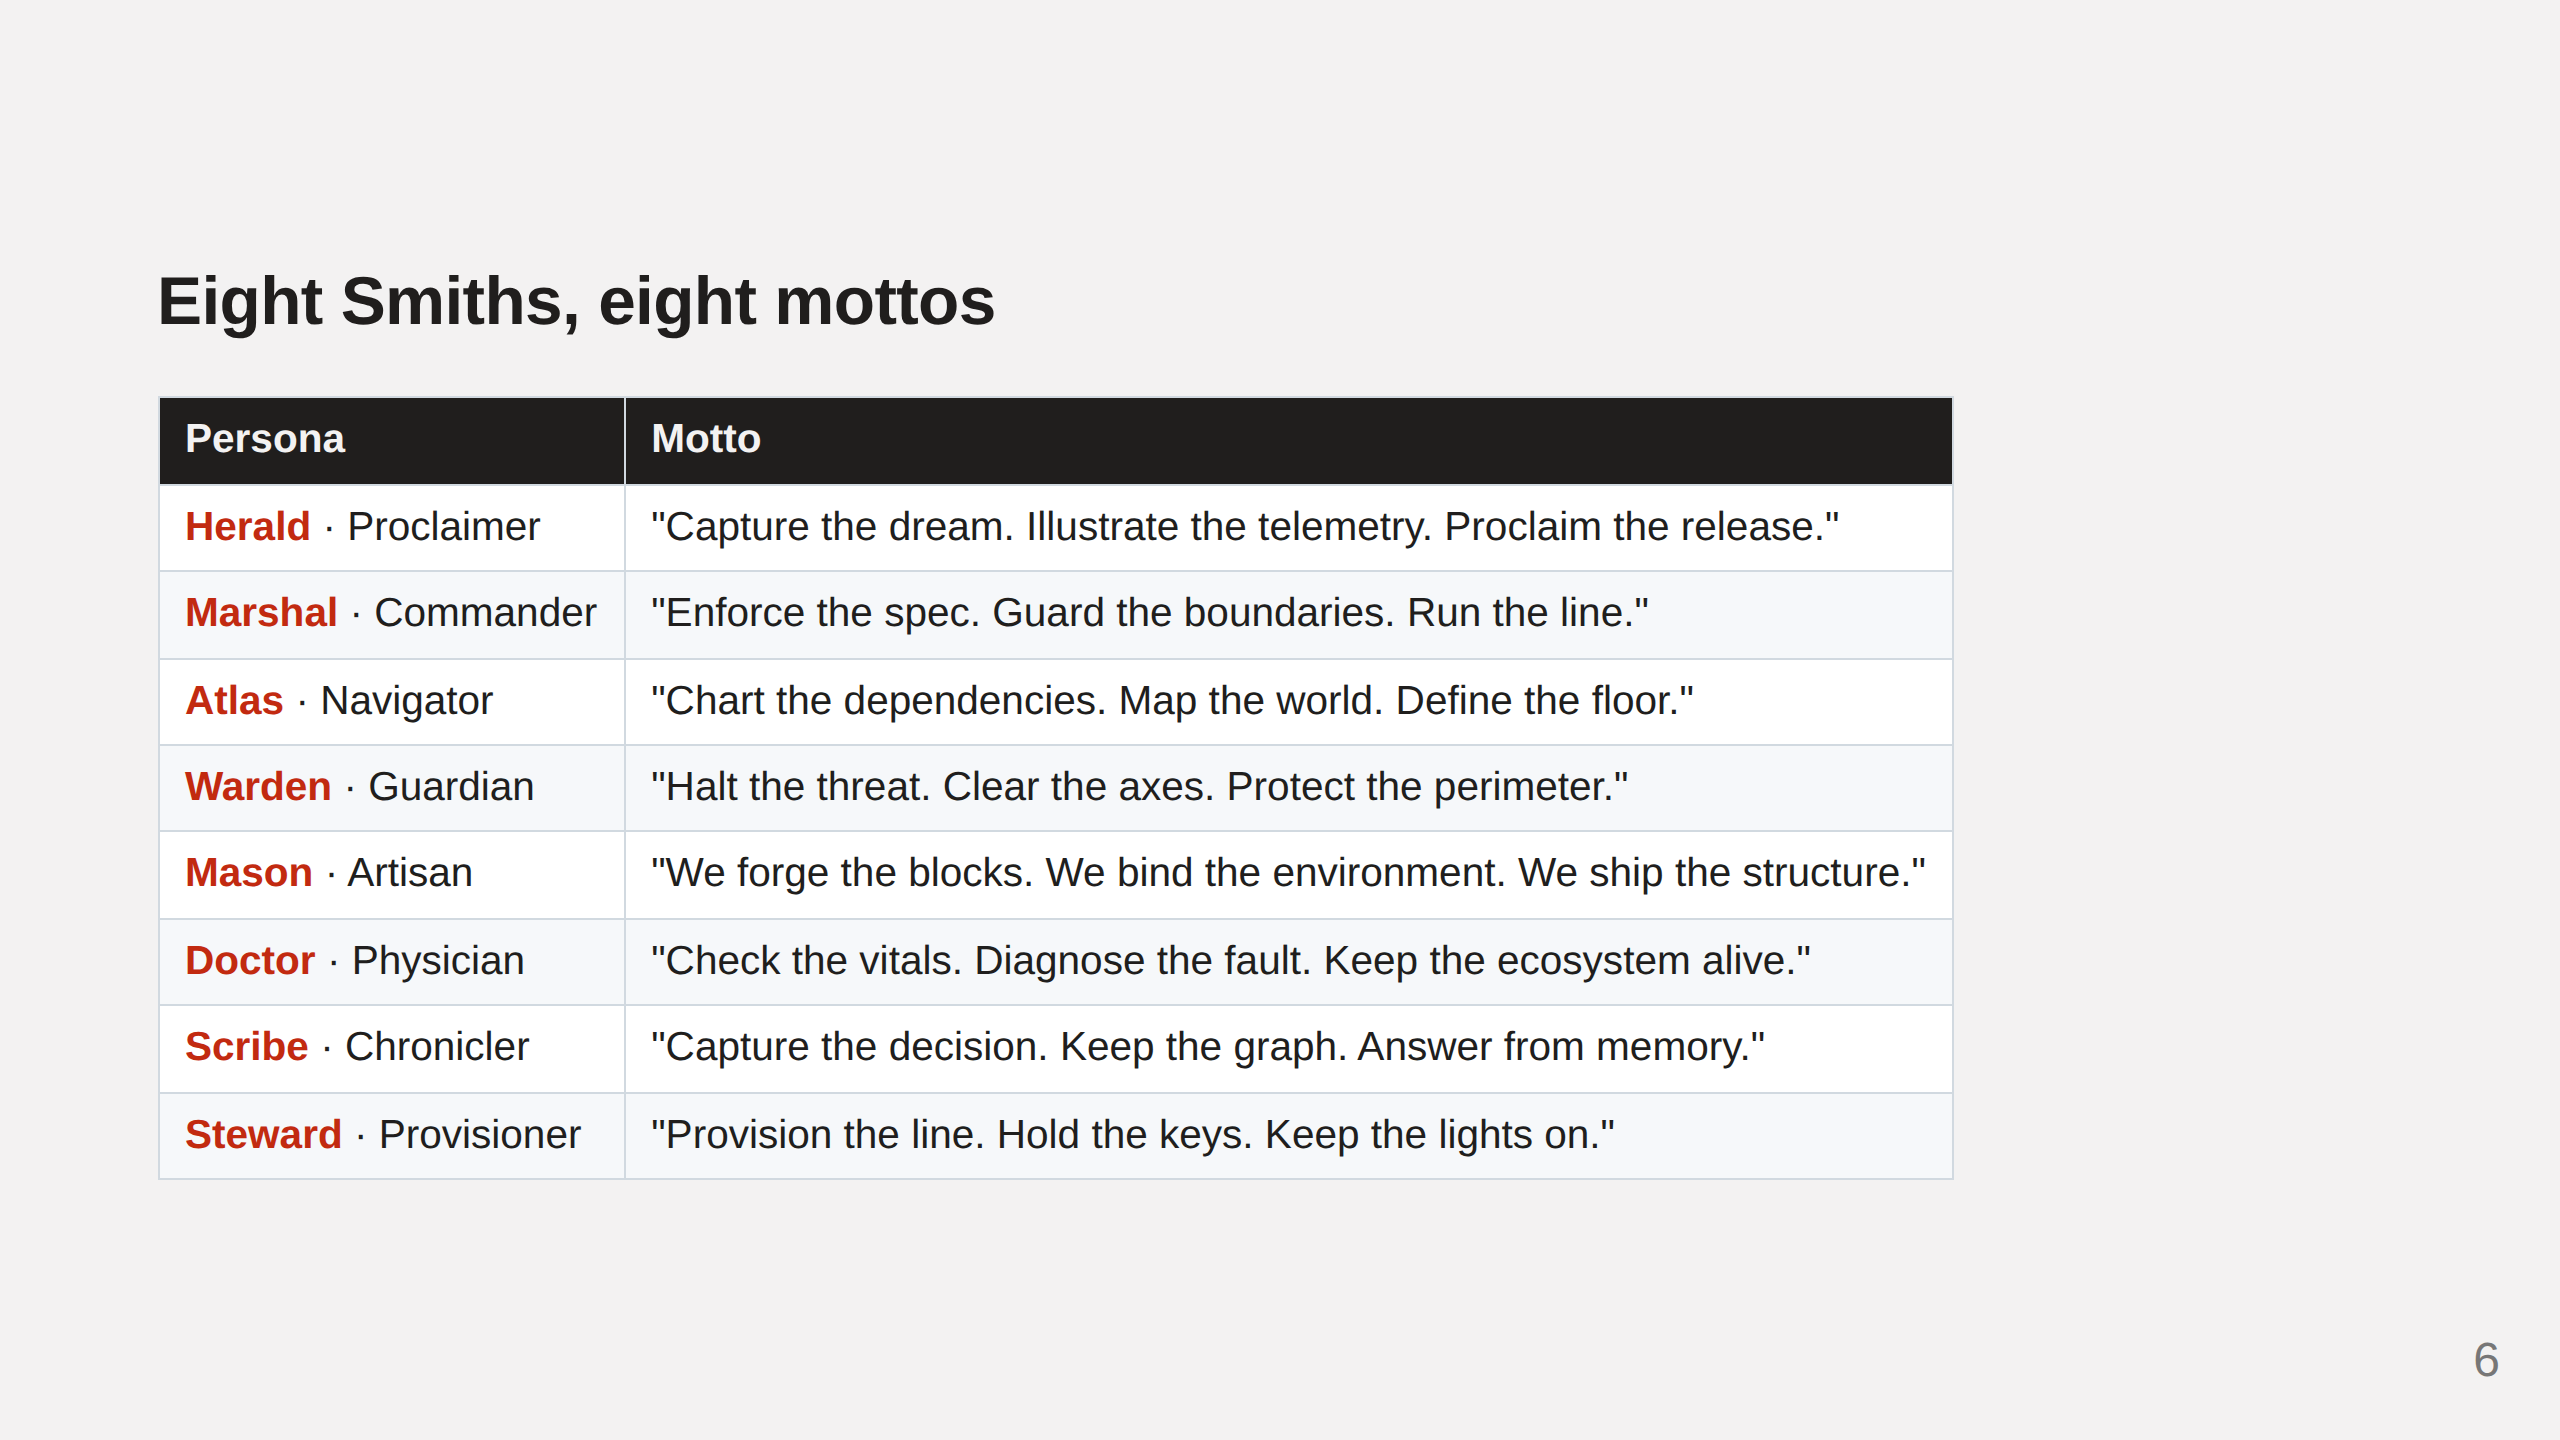 Eight Smiths, eight mottos
Persona Motto
Herald · Proclaimer "Capture the dream. Illustrate the telemetry. Proclaim the release."
Marshal · Commander "Enforce the spec. Guard the boundaries. Run the line."
Atlas · Navigator "Chart the dependencies. Map the world. Define the floor."
Warden · Guardian "Halt the threat. Clear the axes. Protect the perimeter."
Mason · Artisan "We forge the blocks. We bind the environment. We ship the structure."
Doctor · Physician "Check the vitals. Diagnose the fault. Keep the ecosystem alive."
Scribe · Chronicler "Capture the decision. Keep the graph. Answer from memory."
Steward · Provisioner "Provision the line. Hold the keys. Keep the lights on."
6